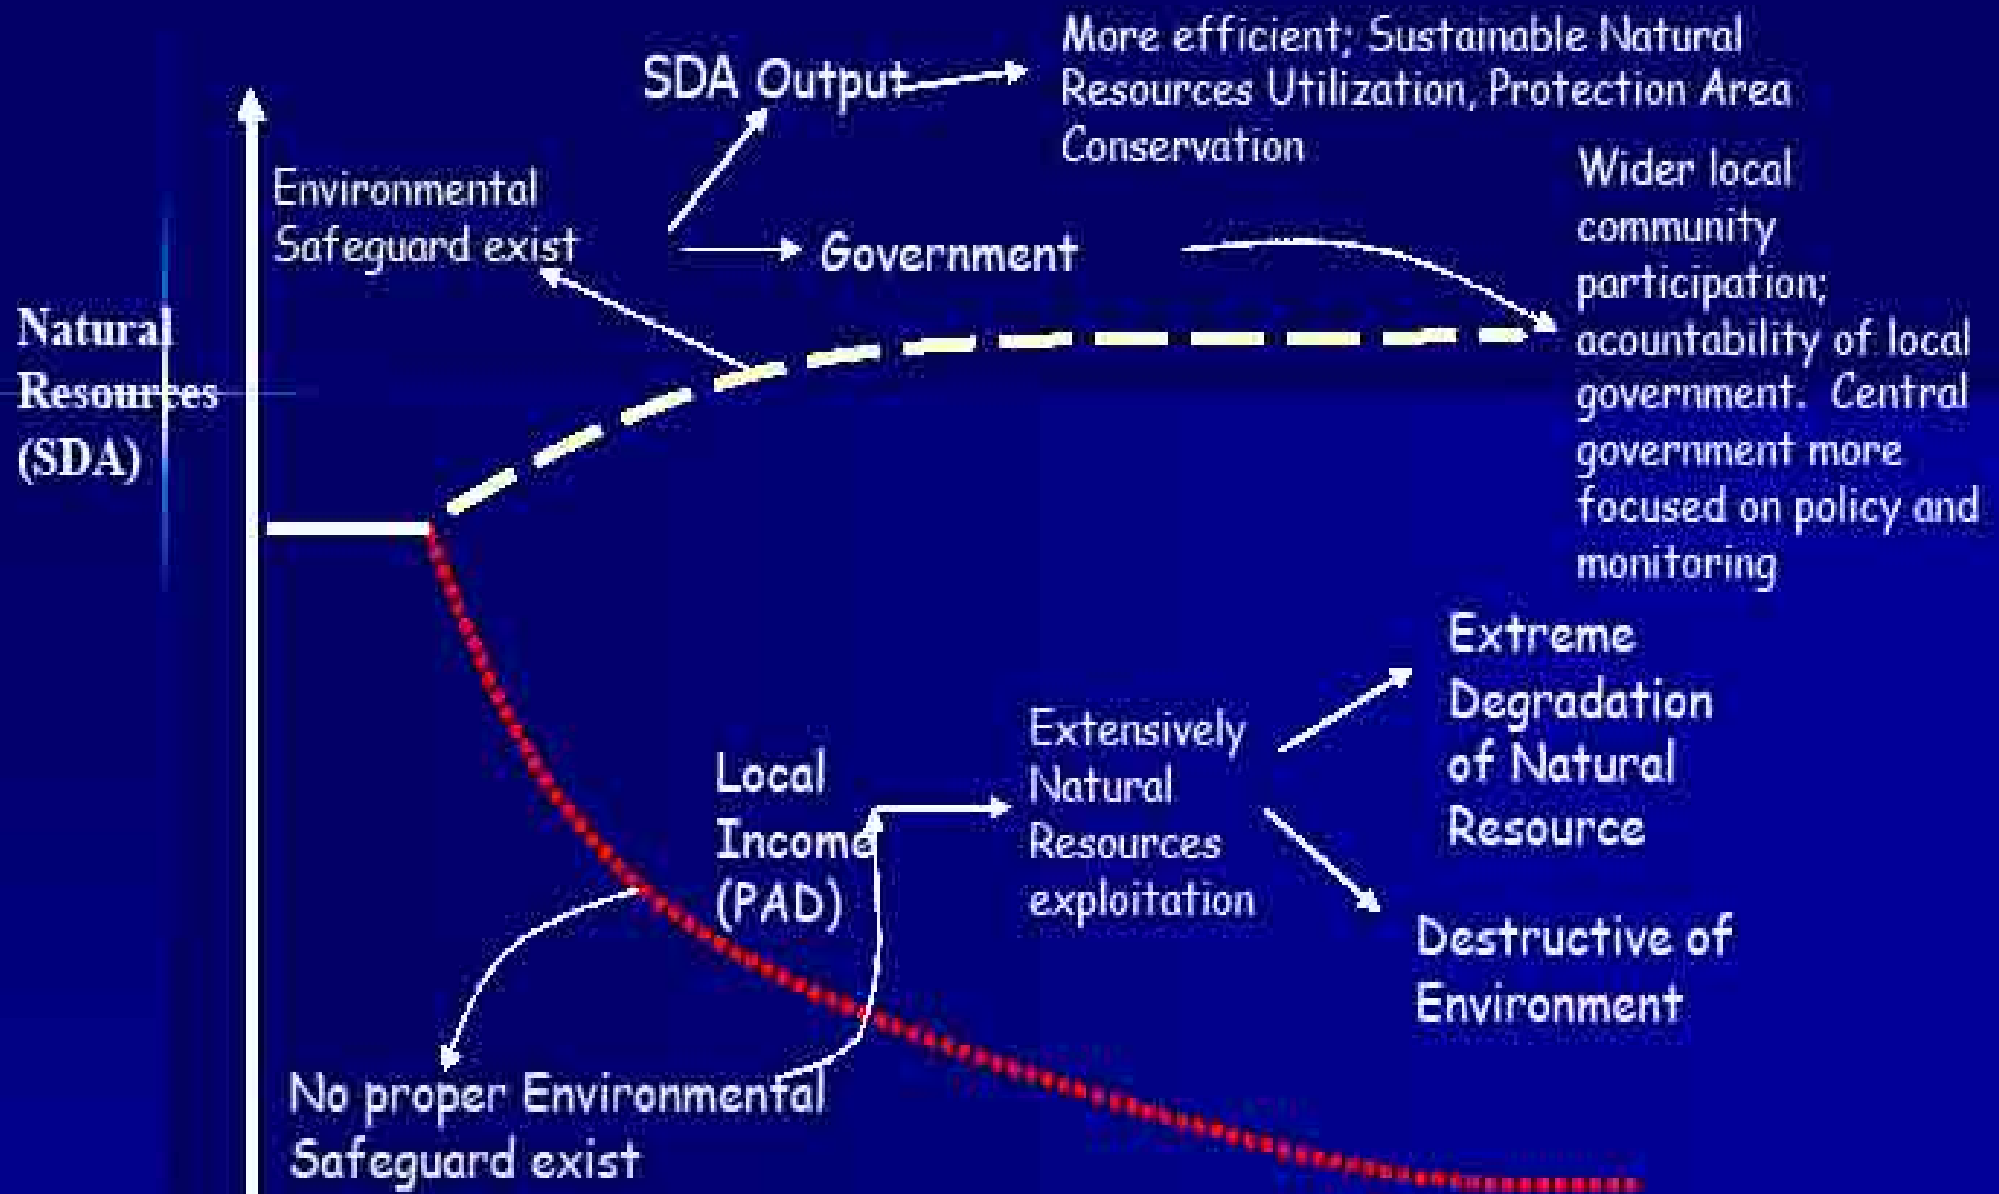 SDA Output
More efficient; Sustainable Natural
Resources Utilization, Protection Area
Conservation
Environmental
Safeguard exist
Government
Wider local
community
participation;
acountability of local
government. Central
government more
focused on policy and
monitoring
Natural
Resources
(SDA)
Local
Income
(PAD)
Extensively
Natural
Resources
exploitation
Extreme
Degradation
of Natural
Resource
Destructive of
Environment
No proper Environmental
Safeguard exist